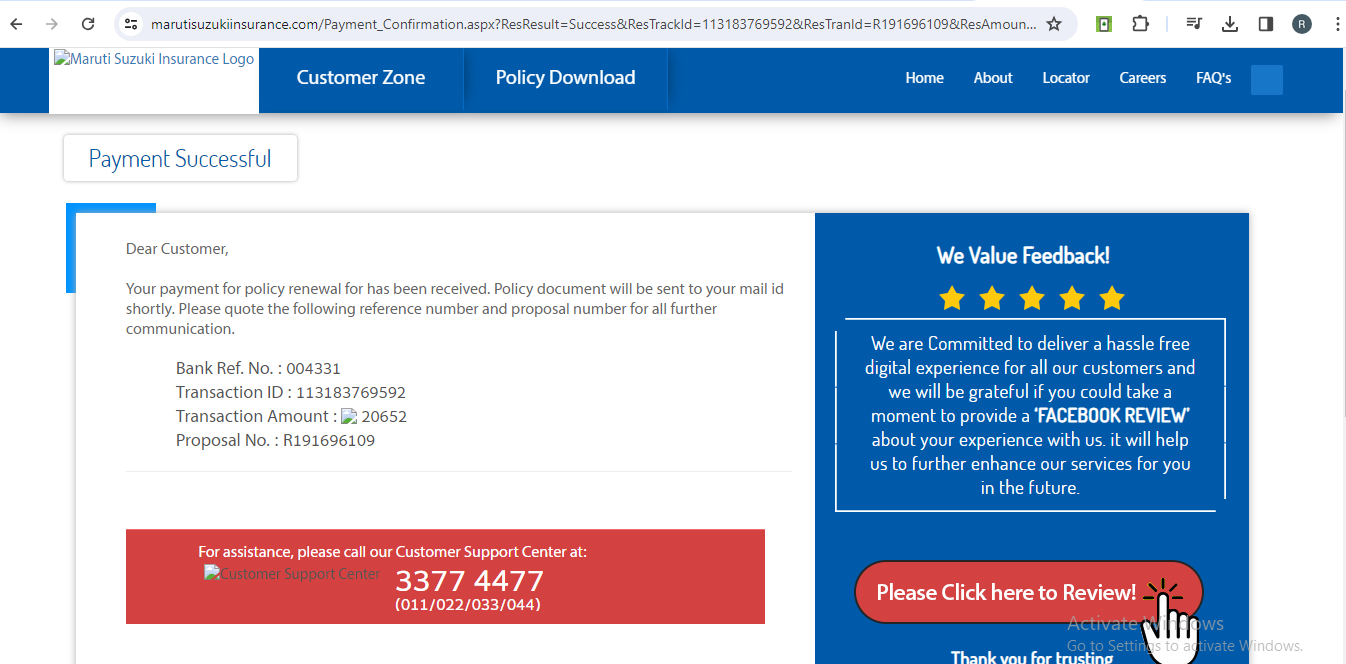 marutisuzukiinsurance.com/Payment_Confirmation.aspx?ResResult=Success&ResTrackId=113183769592&ResTranId=R191696109&ResAmoun...
R
Maruti Suzuki Insurance Logo
Customer Zone
Policy Download
Home
About
Locator
Careers
FAQ's
Payment Successful
Dear Customer,
Your payment for policy renewal for has been received. Policy document will be sent to your mail id
shortly. Please quote the following reference number and proposal number for all further
communication.
Bank Ref. No. : 004331
Transaction ID : 113183769592
Transaction Amount : 20652
Proposal No. : R191696109
For assistance, please call our Customer Support Center at:
Customer Support Center
3377 4477
(011/022/033/044)
We Value Feedback!
We are Committed to deliver a hassle free
digital experience for all our customers and
we will be grateful if you could take a
moment to provide a 'FACEBOOK REVIEW'
about your experience with us. it will help
us to further enhance our services for you
in the future.
Please Click here to Review!
Activate Windows
Go to Settings to activate Windows.
Thank you for trusting